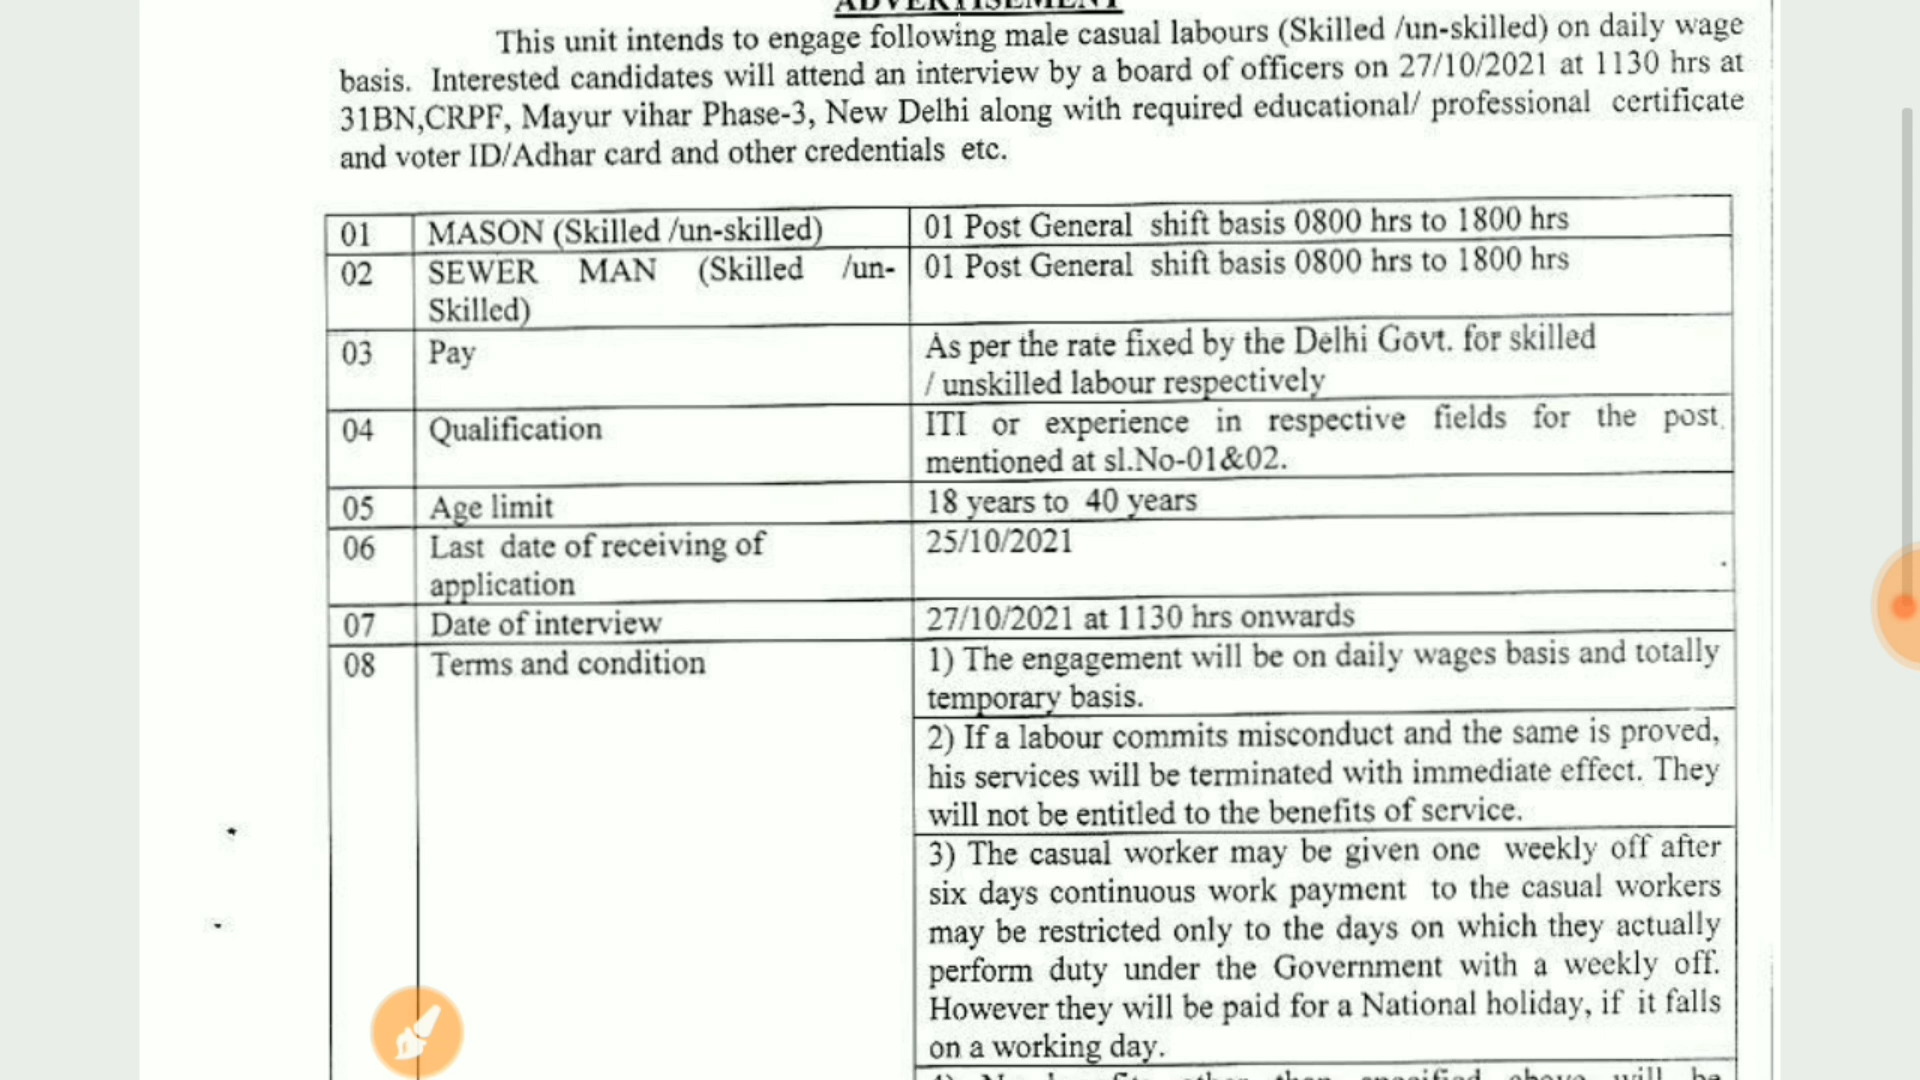 ADVERTISEMENT
This unit intends to engage following male casual labours (Skilled /un-skilled) on daily wage
basis. Interested candidates will attend an interview by a board of officers on 27/10/2021 at 1130 hrs at
31BN,CRPF, Mayur vihar Phase-3, New Delhi along with required educational/ professional certificate
and voter ID/Adhar card and other credentials etc.
01 MASON (Skilled /un-skilled) 01 Post General shift basis 0800 hrs to 1800 hrs
02 SEWER MAN (Skilled /un- 01 Post General shift basis 0800 hrs to 1800 hrs
Skilled)
03 Pay As per the rate fixed by the Delhi Govt. for skilled
/ unskilled labour respectively
04 Qualification ITI or experience in respective fields for the post
mentioned at sl.No-01&02.
05 Age limit 18 years to 40 years
06 Last date of receiving of 25/10/2021
application
07 Date of interview 27/10/2021 at 1130 hrs onwards
08 Terms and condition 1) The engagement will be on daily wages basis and totally
temporary basis.
2) If a labour commits misconduct and the same is proved,
his services will be terminated with immediate effect. They
will not be entitled to the benefits of service.
3) The casual worker may be given one weekly off after
six days continuous work payment to the casual workers
may be restricted only to the days on which they actually
perform duty under the Government with a weekly off.
However they will be paid for a National holiday, if it falls
on a working day.
4) No benefits other than specified above will be